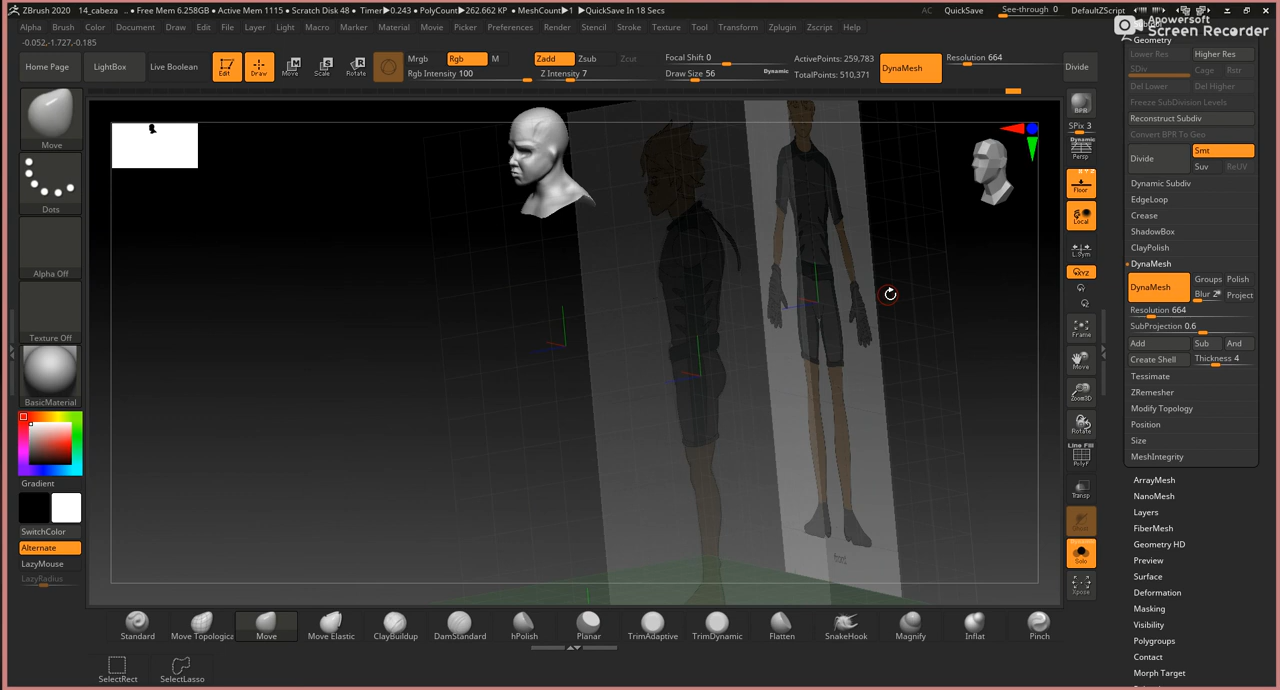 ZBrush 2020 14_cabeza .. ● Free Mem 6.258GB ● Active Mem 1115 ● Scratch Disk 48 ● Timer▶0.243 ● PolyCount▶262.662 KP ● MeshCount▶1 ▶QuickSave In 18 Secs AC QuickSave See-through 0 DefaultZScript
Apowersoft
Screen Recorder
Alpha Brush Color Document Draw Edit File Layer Light Macro Marker Material Movie Picker Preferences Render Stencil Stroke Texture Tool Transform Zplugin Zscript Help
-0.052,-1.727,-0.185
Home Page LightBox Live Boolean
Edit Draw Move Scale Rotate
Mrgb Rgb M
Rgb Intensity 100
Zadd Zsub Zcut
Z Intensity 7
Focal Shift 0
Draw Size 56 Dynamic
ActivePoints: 259,783
TotalPoints: 510,371
DynaMesh
Resolution 664
Divide
Move
Dots
Alpha Off
Texture Off
BasicMaterial
Gradient
SwitchColor
Alternate
LazyMouse
LazyRadius
front
BPR
SPix 3
Dynamic
Persp
Floor
Local
L.Sym
XYZ
Frame
Move
Zoom3D
Rotate
Line Fill
PolyF
Transp
Ghost
Dynamic
Solo
Xpose
Geometry
Lower Res Higher Res
SDiv Cage Rstr
Del Lower Del Higher
Freeze SubDivision Levels
Reconstruct Subdiv
Convert BPR To Geo
Divide Smt
Suv ReUV
Dynamic Subdiv
EdgeLoop
Crease
ShadowBox
ClayPolish
DynaMesh
DynaMesh Groups Polish
Blur 2 Project
Resolution 664
SubProjection 0.6
Add Sub And
Create Shell Thickness 4
Tessimate
ZRemesher
Modify Topology
Position
Size
MeshIntegrity
ArrayMesh
NanoMesh
Layers
FiberMesh
Geometry HD
Preview
Surface
Deformation
Masking
Visibility
Polygroups
Contact
Morph Target
Standard Move Topologica Move Move Elastic ClayBuildup DamStandard hPolish Planar TrimAdaptive TrimDynamic Flatten SnakeHook Magnify Inflat Pinch
SelectRect SelectLasso